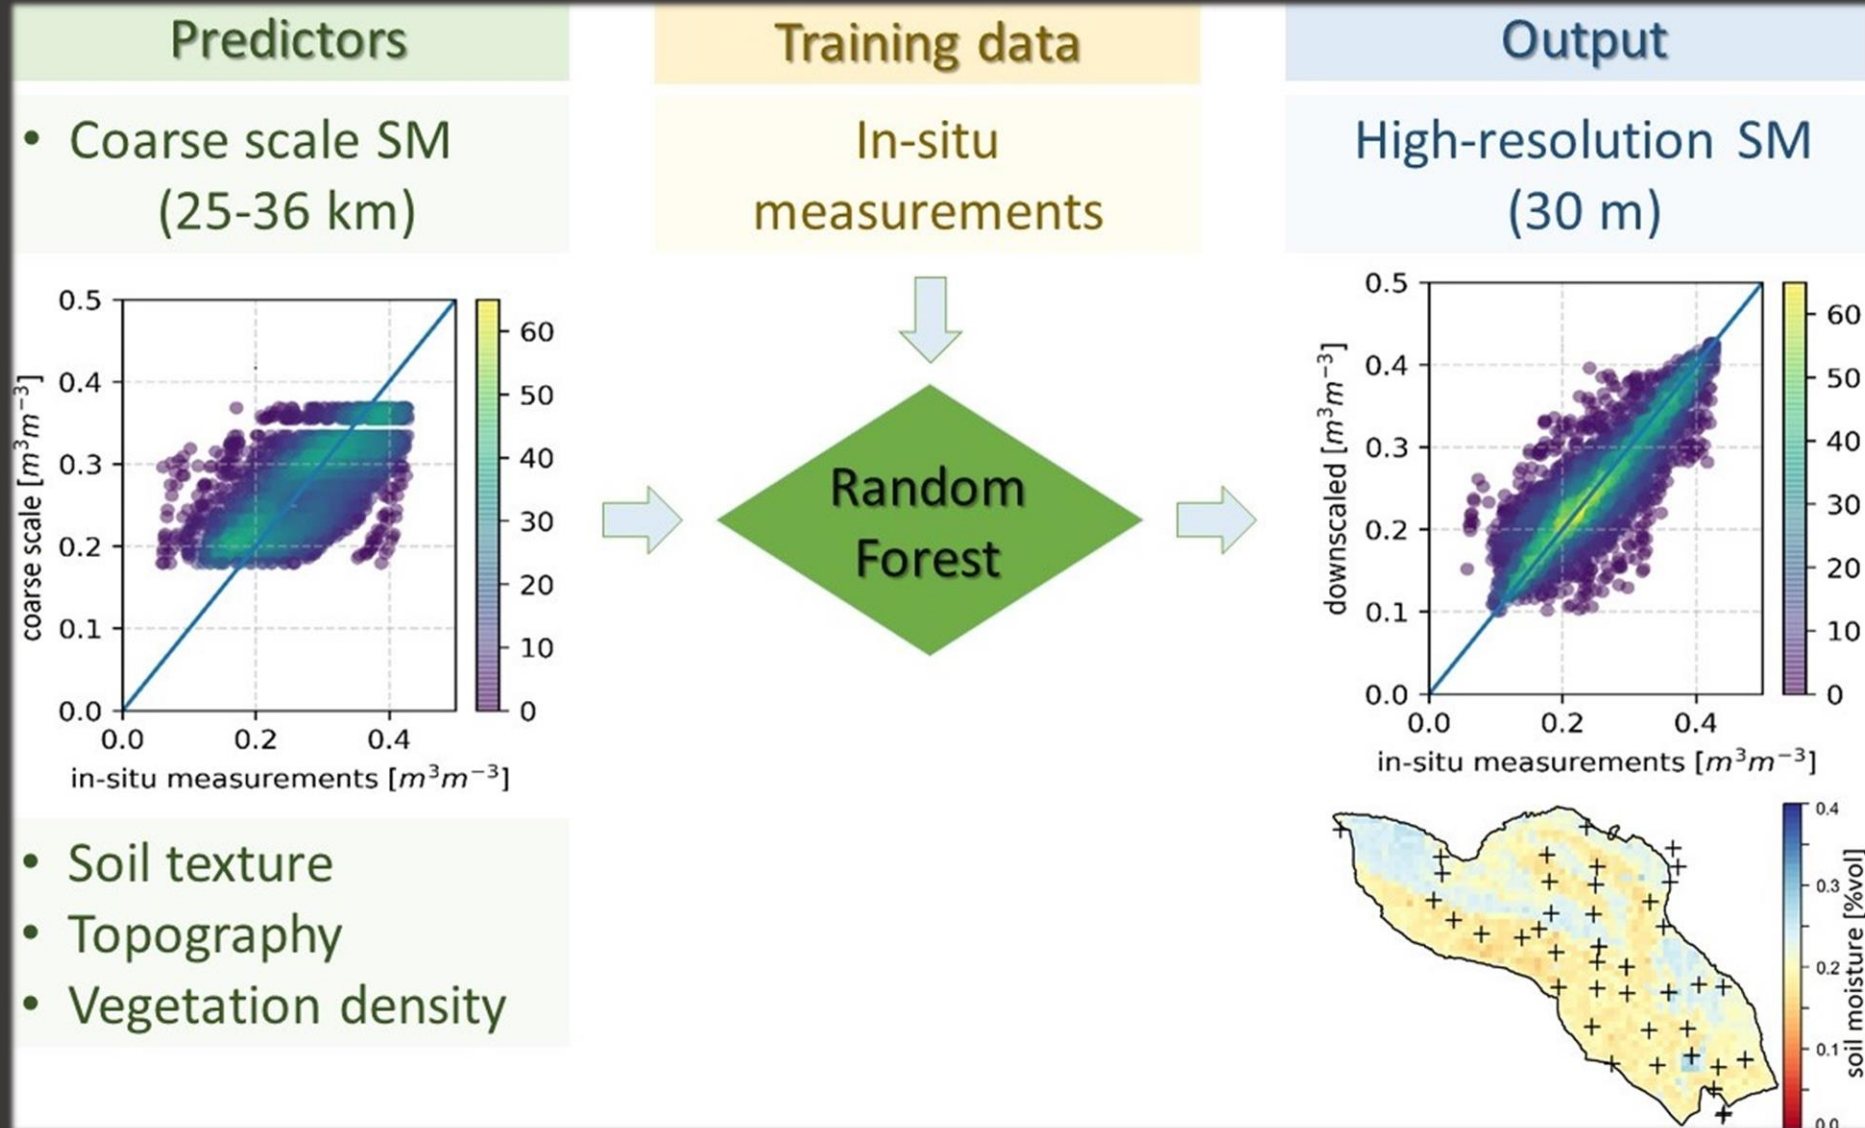 Predictors
• Coarse scale SM
(25-36 km)
0.5
0.4
0.3
0.2
0.1
0.0
coarse scale [m³m⁻³]
0.0 0.2 0.4
in-situ measurements [m³m⁻³]
60
50
40
30
20
10
0
• Soil texture
• Topography
• Vegetation density
Training data
In-situ
measurements
Random
Forest
Output
High-resolution SM
(30 m)
0.5
0.4
0.3
0.2
0.1
0.0
downscaled [m³m⁻³]
0.0 0.2 0.4
in-situ measurements [m³m⁻³]
60
50
40
30
20
10
0
0.4
0.3
0.2
0.1
0.0
soil moisture [%vol]